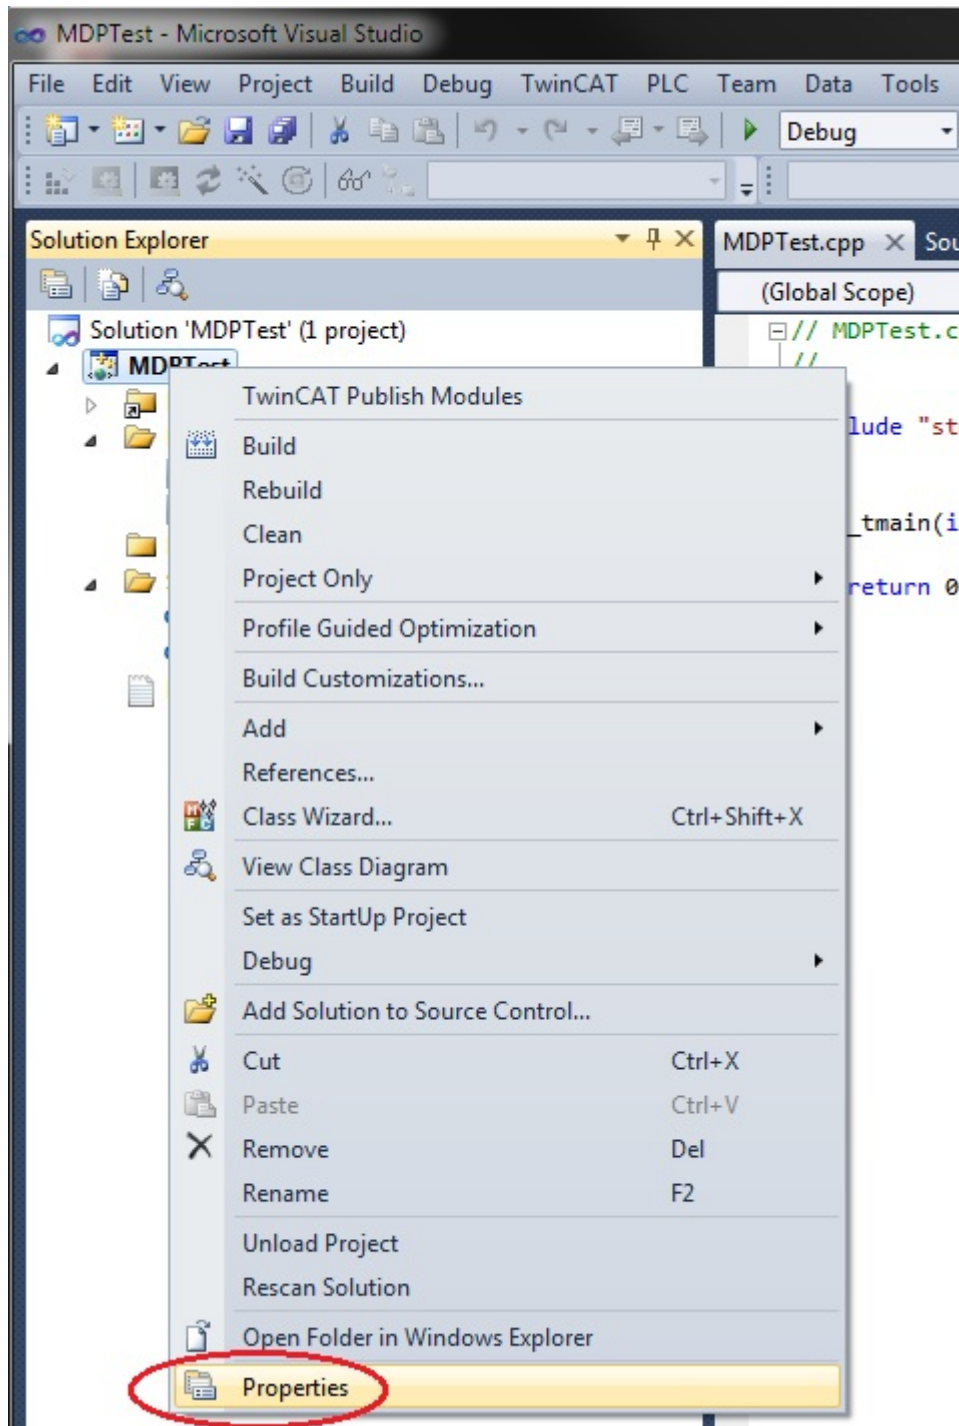 MDPTest - Microsoft Visual Studio
File Edit View Project Build Debug TwinCAT PLC Team Data Tools
Debug
Solution Explorer
MDPTest.cpp
(Global Scope)
Solution 'MDPTest' (1 project)
// MDPTest.c
MDPTest
//
TwinCAT Publish Modules
lude "st
Build
Rebuild
_tmain(i
Clean
Project Only
return 0
Profile Guided Optimization
Build Customizations...
Add
References...
Class Wizard... Ctrl+Shift+X
View Class Diagram
Set as StartUp Project
Debug
Add Solution to Source Control...
Cut Ctrl+X
Paste Ctrl+V
Remove Del
Rename F2
Unload Project
Rescan Solution
Open Folder in Windows Explorer
Properties